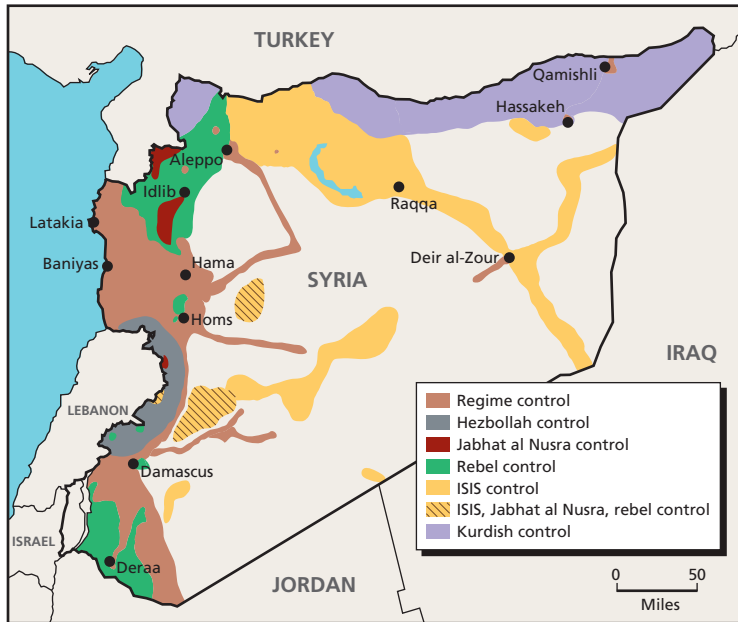 TURKEY
Qamishli
Hassakeh
Aleppo
Idlib
Raqqa
Latakia
Deir al-Zour
Baniyas
Hama
SYRIA
Homs
IRAQ
LEBANON
Damascus
ISRAEL
Deraa
JORDAN
Regime control
Hezbollah control
Jabhat al Nusra control
Rebel control
ISIS control
ISIS, Jabhat al Nusra, rebel control
Kurdish control
0 50
Miles